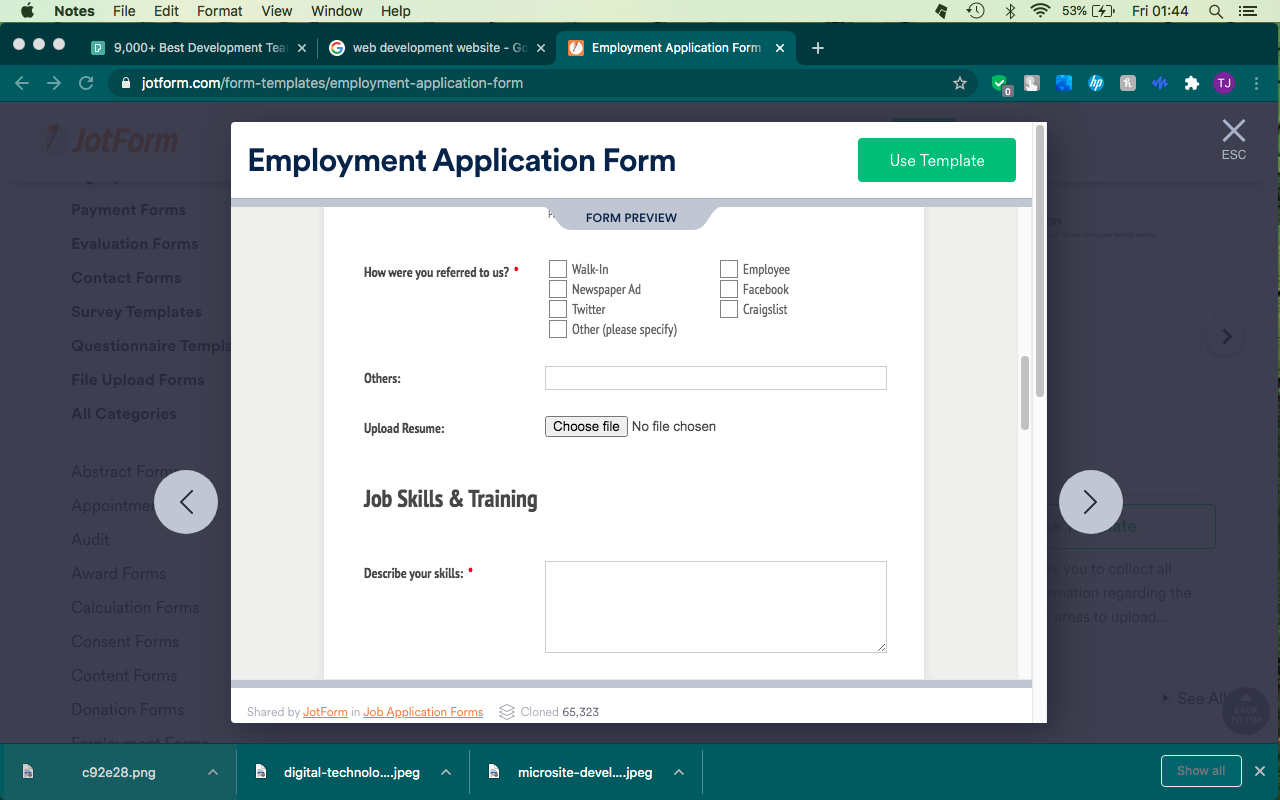 Notes File Edit Format View Window Help 53% Fri 01:44
9,000+ Best Development Tea
web development website - Go
Employment Application Form
jotform.com/form-templates/employment-application-form
0 hp TJ
JotForm
ESC
Employment Application Form
Use Template
Payment Forms
Evaluation Forms
Contact Forms
Survey Templates
Questionnaire Templa
File Upload Forms
All Categories
Abstract Forms
Appointme
Audit
Award Forms
Calculation Forms
Consent Forms
Content Forms
Donation Forms
Employment Forms
FORM PREVIEW
How were you referred to us? *
Walk-In Employee
Newspaper Ad Facebook
Twitter Craigslist
Other (please specify)
Others:
Upload Resume: Choose file No file chosen
Job Skills & Training
Describe your skills: *
Shared by JotForm in Job Application Forms Cloned 65,323
s you to collect all
rmation regarding the
areas to upload...
See All
BACK
TO TOP
c92e28.png
digital-technolo....jpeg
microsite-devel....jpeg
Show all